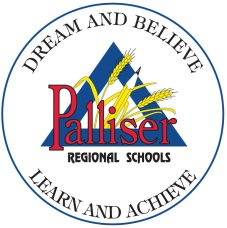 DREAM AND BELIEVE
Palliser
REGIONAL SCHOOLS
LEARN AND ACHIEVE